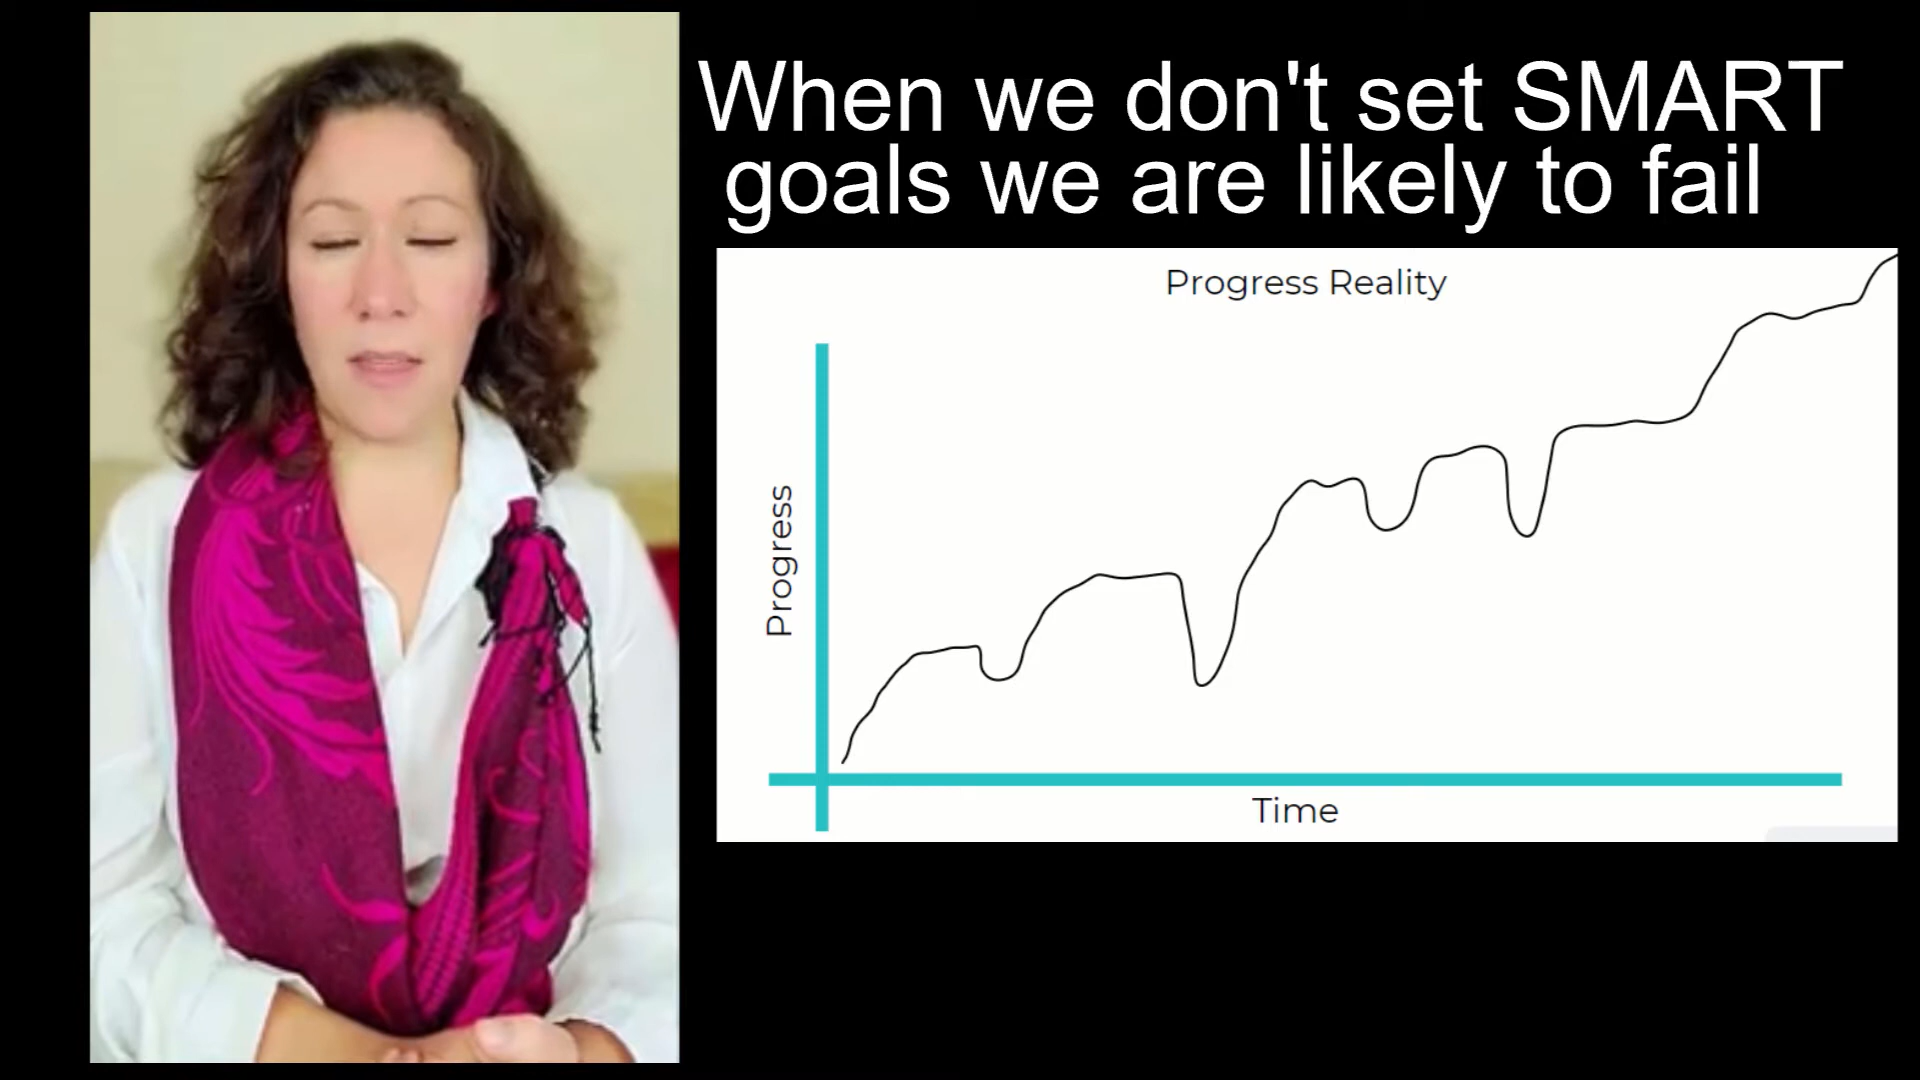 When we don't set SMART
goals we are likely to fail
Progress Reality
Progress
Time